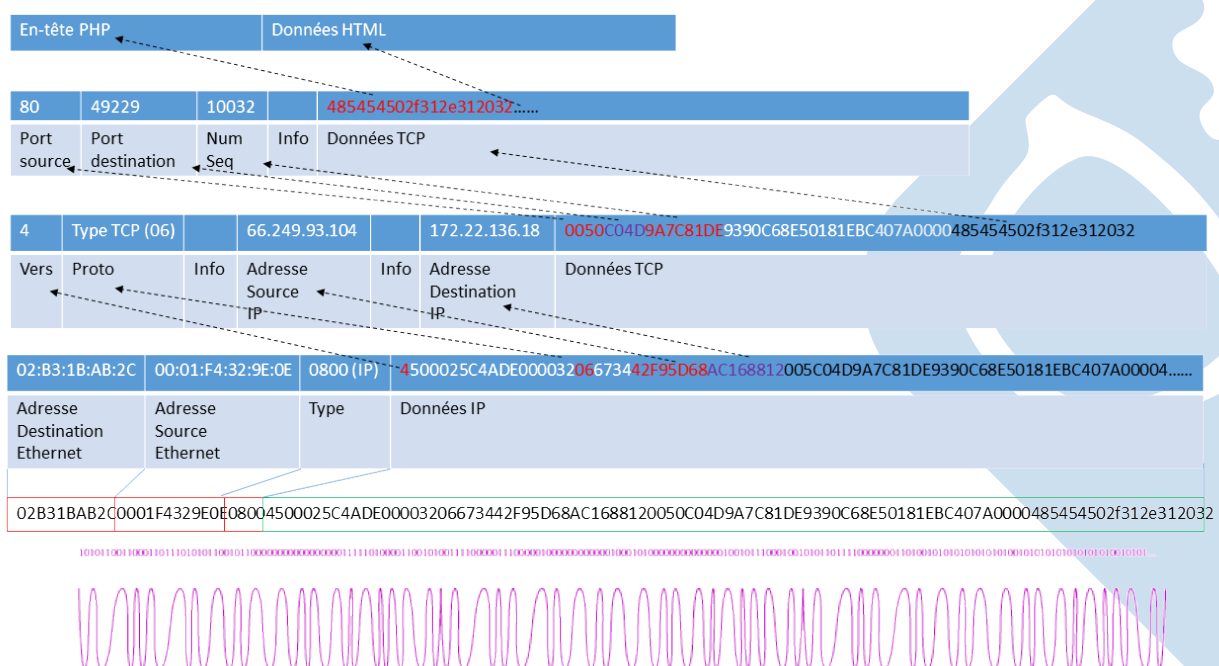 En-tête PHP Données HTML
80 49229 10032 485454502f312e312032......
Port source Port destination Num Seq Info Données TCP
4 Type TCP (06) 66.249.93.104 172.22.136.18 0050C04D9A7C81DE9390C68E50181EBC407A0000485454502f312e312032
Vers Proto Info Adresse Source IP Info Adresse Destination IP Données TCP
02:B3:1B:AB:2C 00:01:F4:32:9E:0E 0800 (IP) 4500025C4ADE00003206673442F95D68AC168812005C04D9A7C81DE9390C68E50181EBC407A00004......
Adresse Destination Ethernet Adresse Source Ethernet Type Données IP
02B31BAB2C0001F4329E0E08004500025C4ADE00003206673442F95D68AC1688120050C04D9A7C81DE9390C68E50181EBC407A0000485454502f312e312032